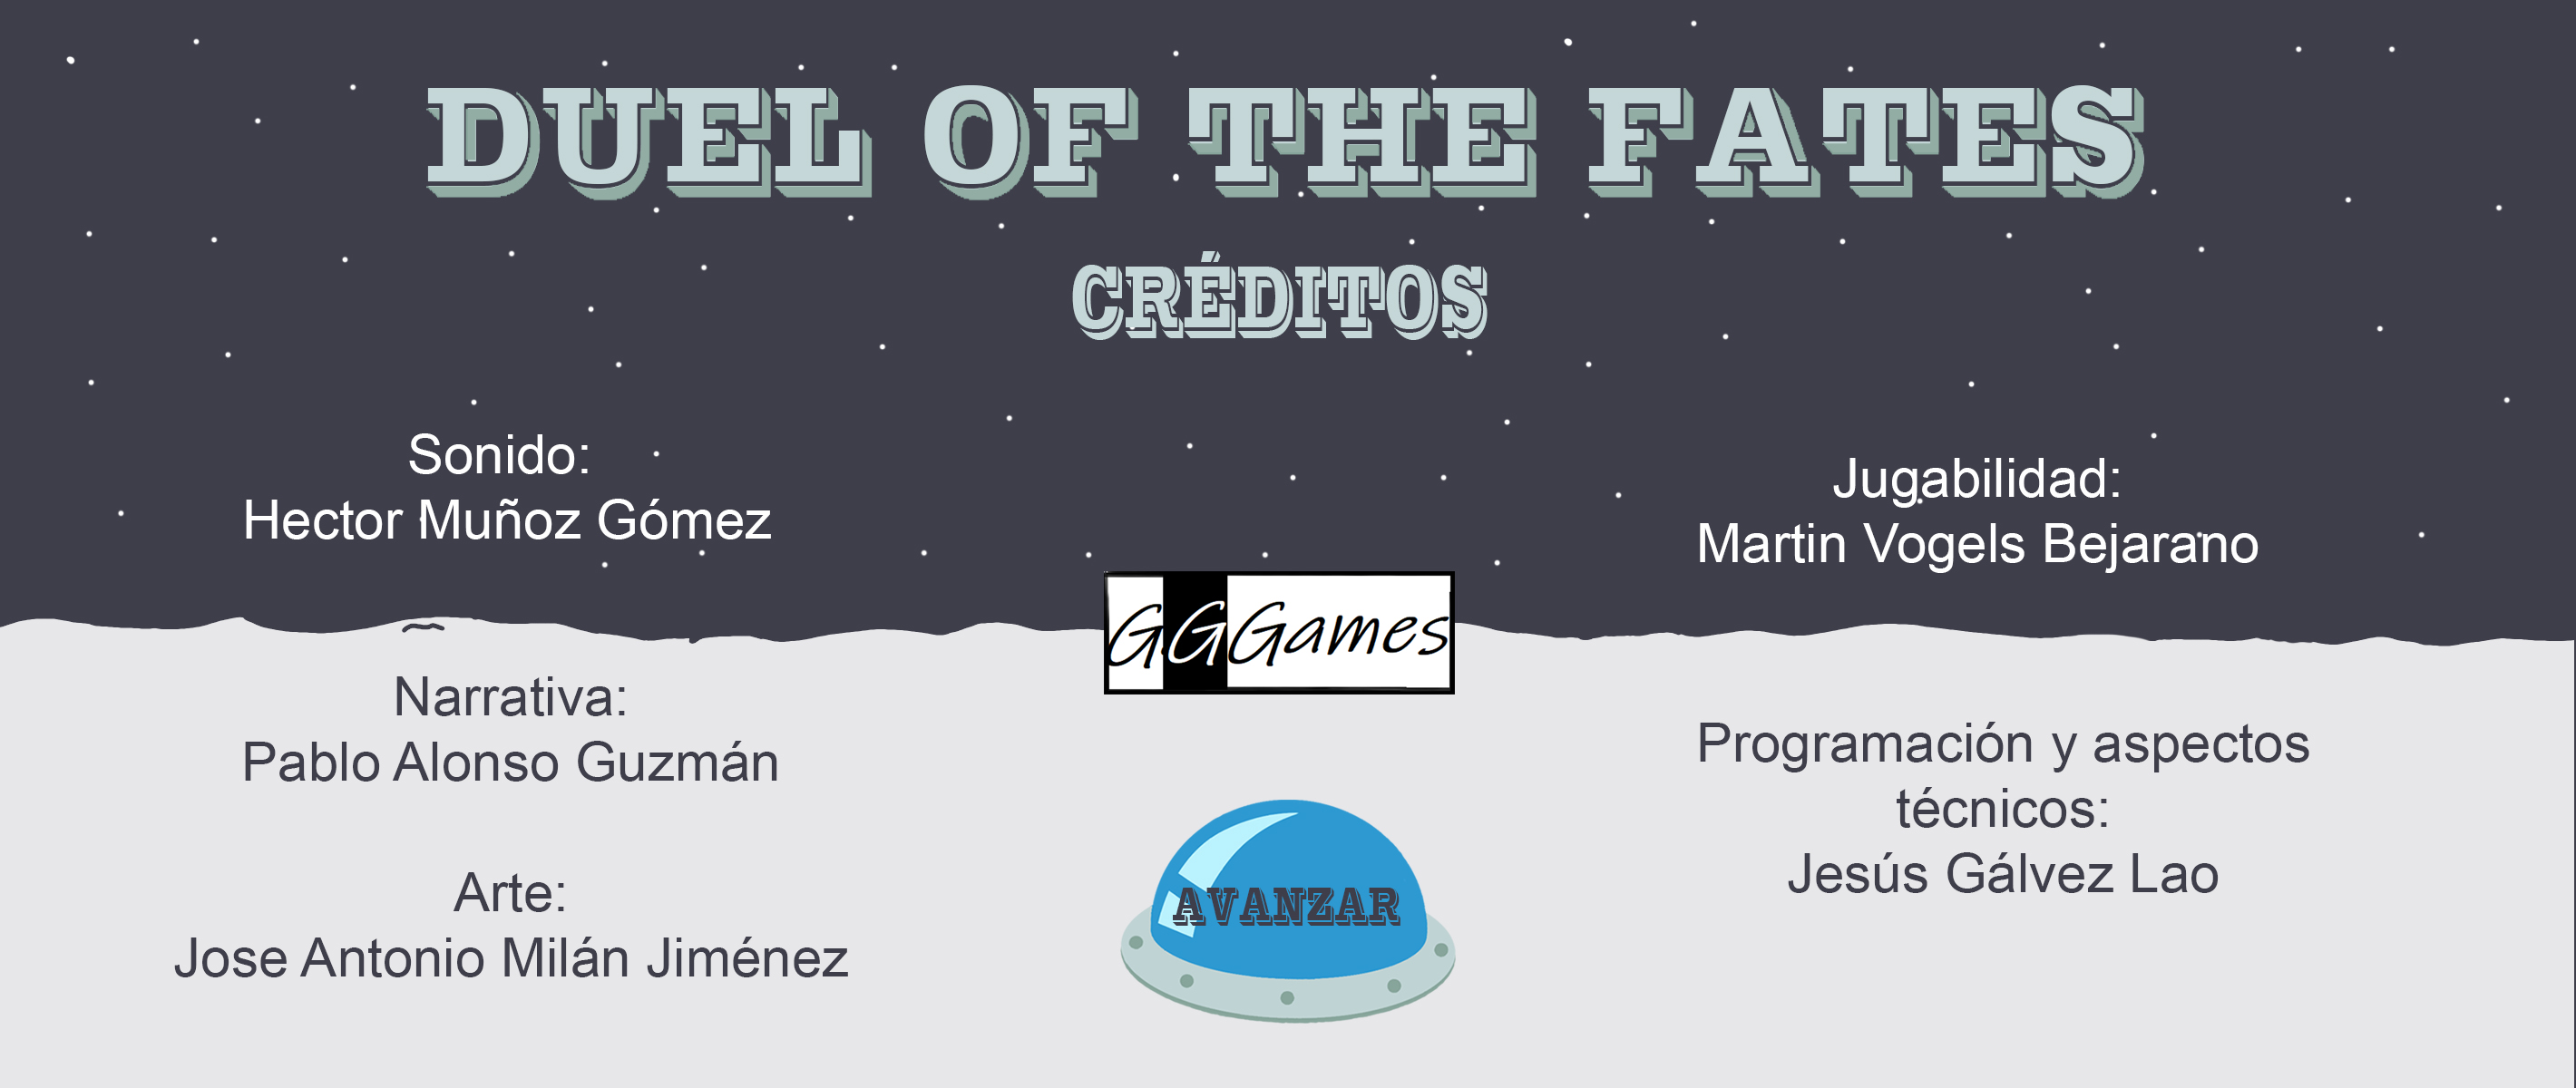 DUEL OF THE FATES
CRÉDITOS
Sonido:
Hector Muñoz Gómez
Jugabilidad:
Martin Vogels Bejarano
GGGames
Narrativa:
Pablo Alonso Guzmán
Arte:
Jose Antonio Milán Jiménez
Programación y aspectos
técnicos:
Jesús Gálvez Lao
AVANZAR